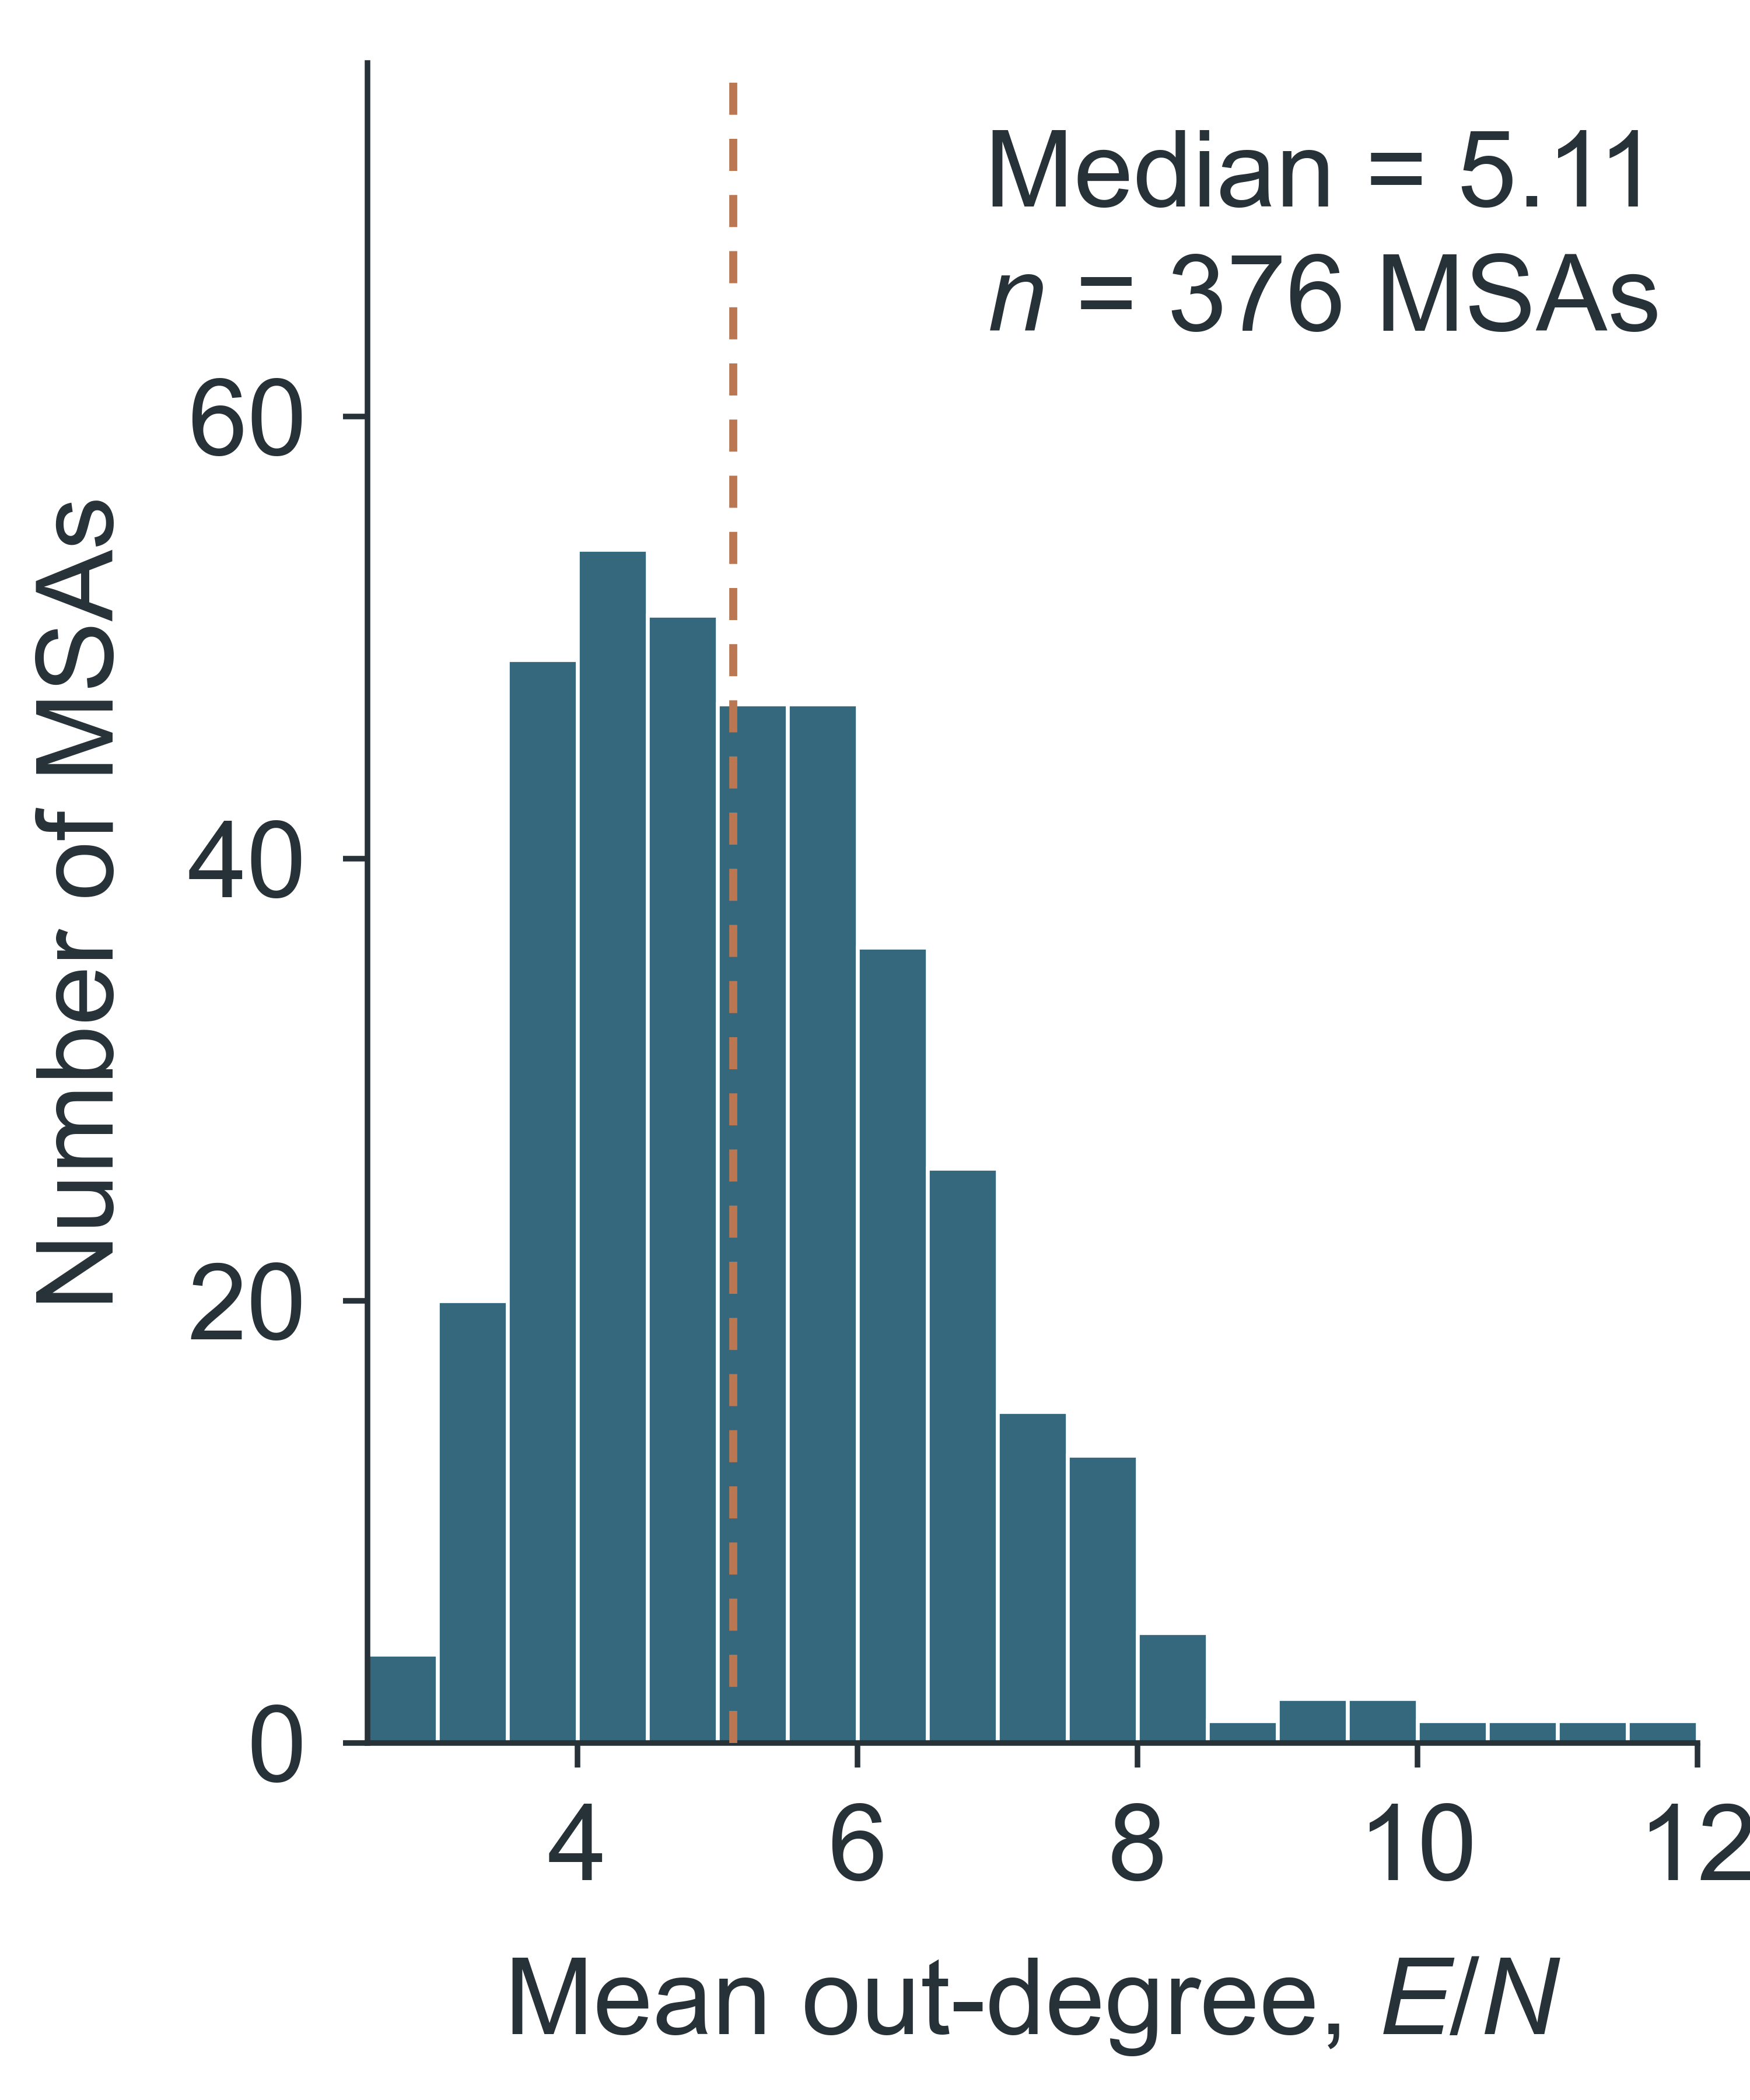 Median = 5.11
n = 376 MSAs
Number of MSAs
60
40
20
0
4 6 8 10 12
Mean out-degree, E/N